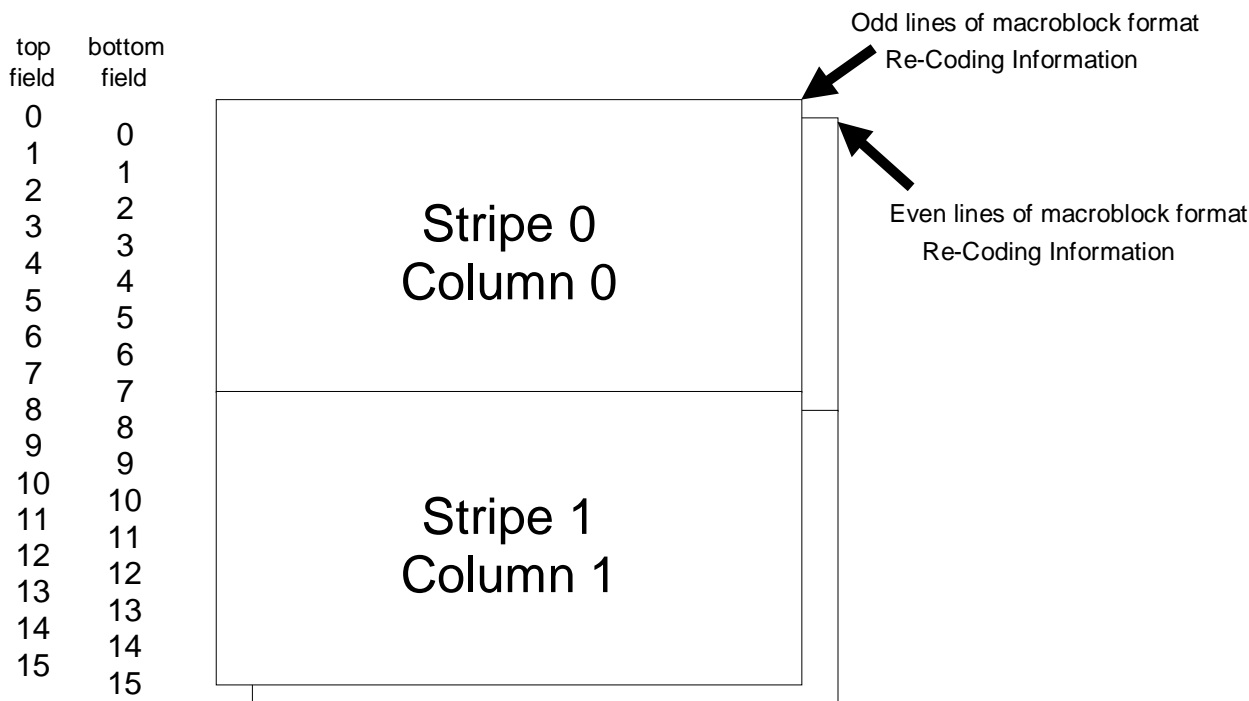 top
field
bottom
field
0
1
2
3
4
5
6
7
8
9
10
11
12
13
14
15
0
1
2
3
4
5
6
7
8
9
10
11
12
13
14
15
Stripe 0
Column 0
Stripe 1
Column 1
Odd lines of macroblock format
Re-Coding Information
Even lines of macroblock format
Re-Coding Information